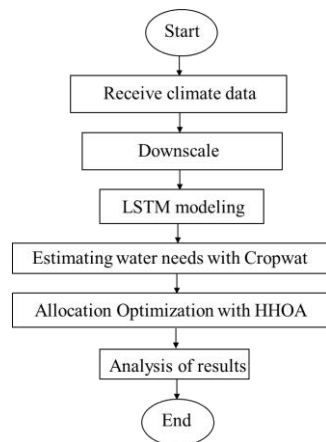 Start
Receive climate data
Downscale
LSTM modeling
Estimating water needs with Cropwat
Allocation Optimization with HHOA
Analysis of results
End